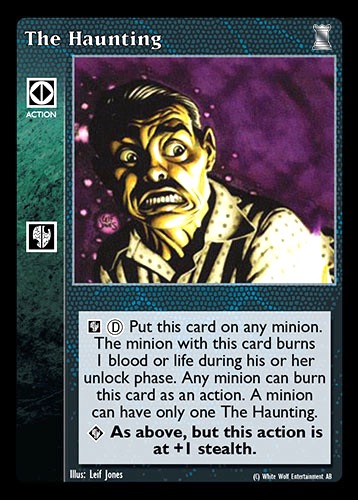 The Haunting
ACTION
D Put this card on any minion.
The minion with this card burns
1 blood or life during his or her
unlock phase. Any minion can burn
this card as an action. A minion
can have only one The Haunting.
As above, but this action is
at +1 stealth.
Illus: Leif Jones (C) White Wolf Entertainment AB